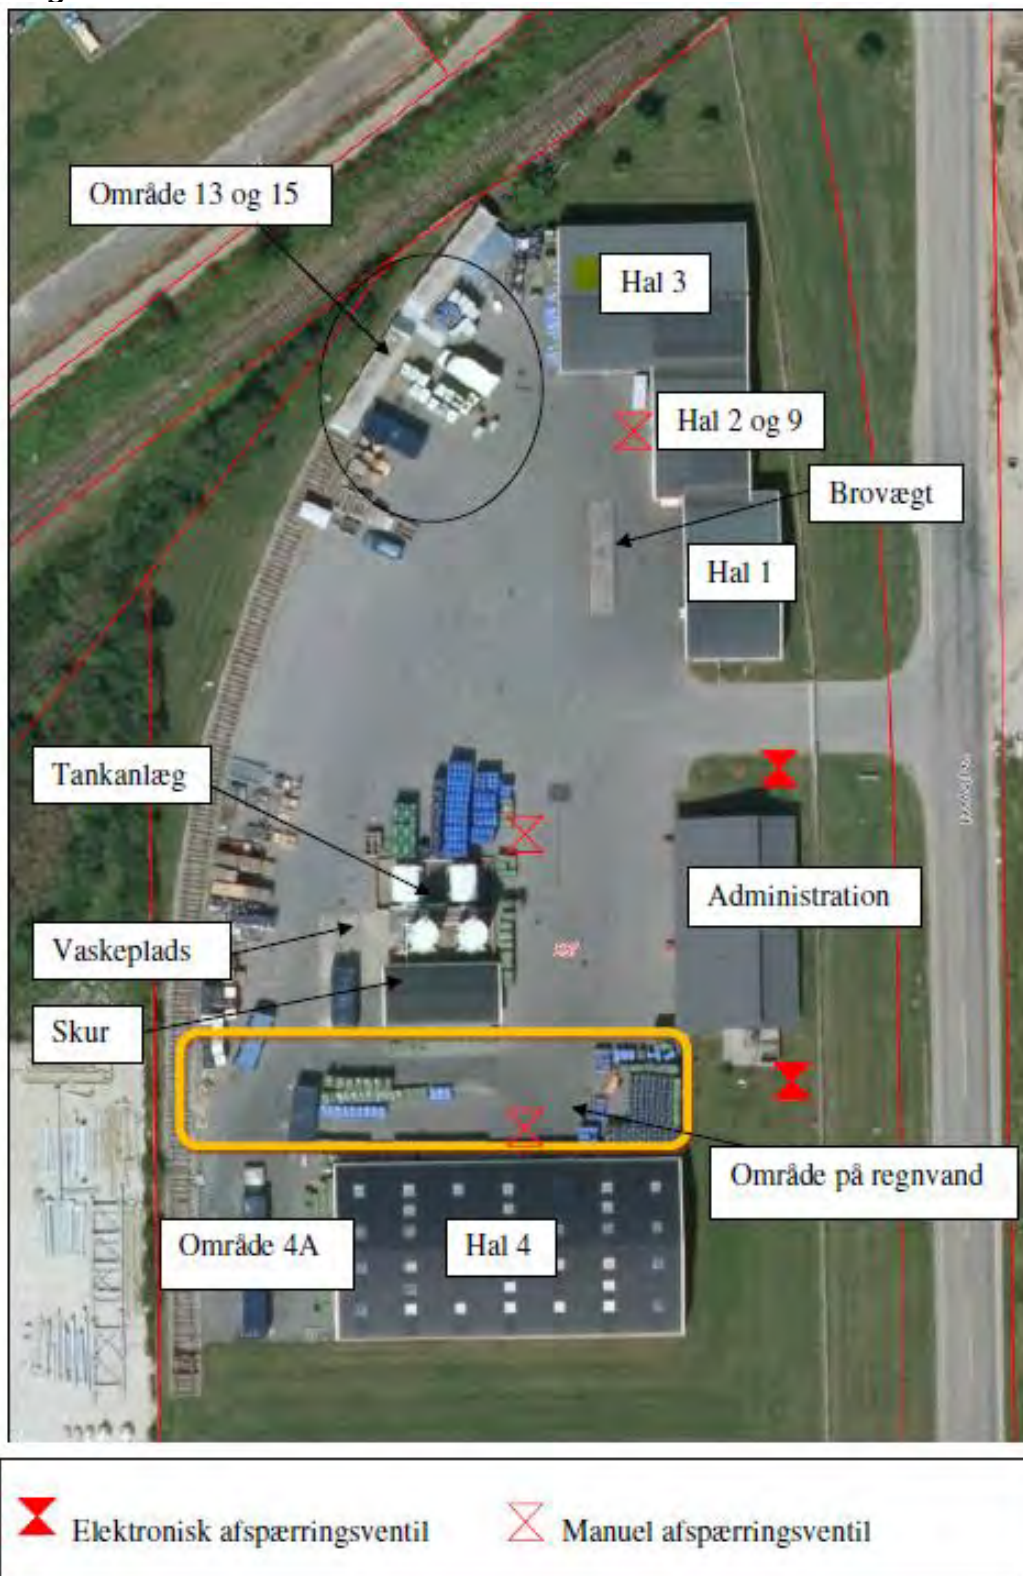 Område 13 og 15
Hal 3
Hal 2 og 9
Brovægt
Hal 1
Tankanlæg
Administration
Vaskeplads
Skur
Område på regnvand
Område 4A
Hal 4
Elektronisk afspærringsventil
Manuel afspærringsventil